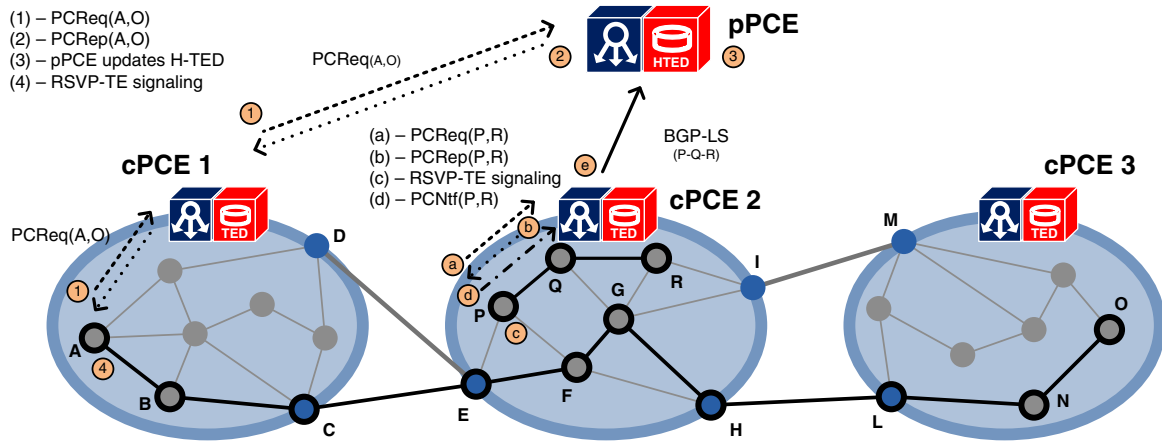 (1) – PCReq(A,O)
(2) – PCRep(A,O)
(3) – pPCE updates H-TED
(4) – RSVP-TE signaling
PCReq(A,O)
1
2
HTED
3
pPCE
(a) – PCReq(P,R)
(b) – PCRep(P,R)
(c) – RSVP-TE signaling
(d) – PCNtf(P,R)
e
BGP-LS
(P-Q-R)
cPCE 1
TED
PCReq(A,O)
1
A
4
B
C
D
cPCE 2
TED
a
b
d
c
P
Q
R
G
F
E
H
I
cPCE 3
TED
M
O
N
L